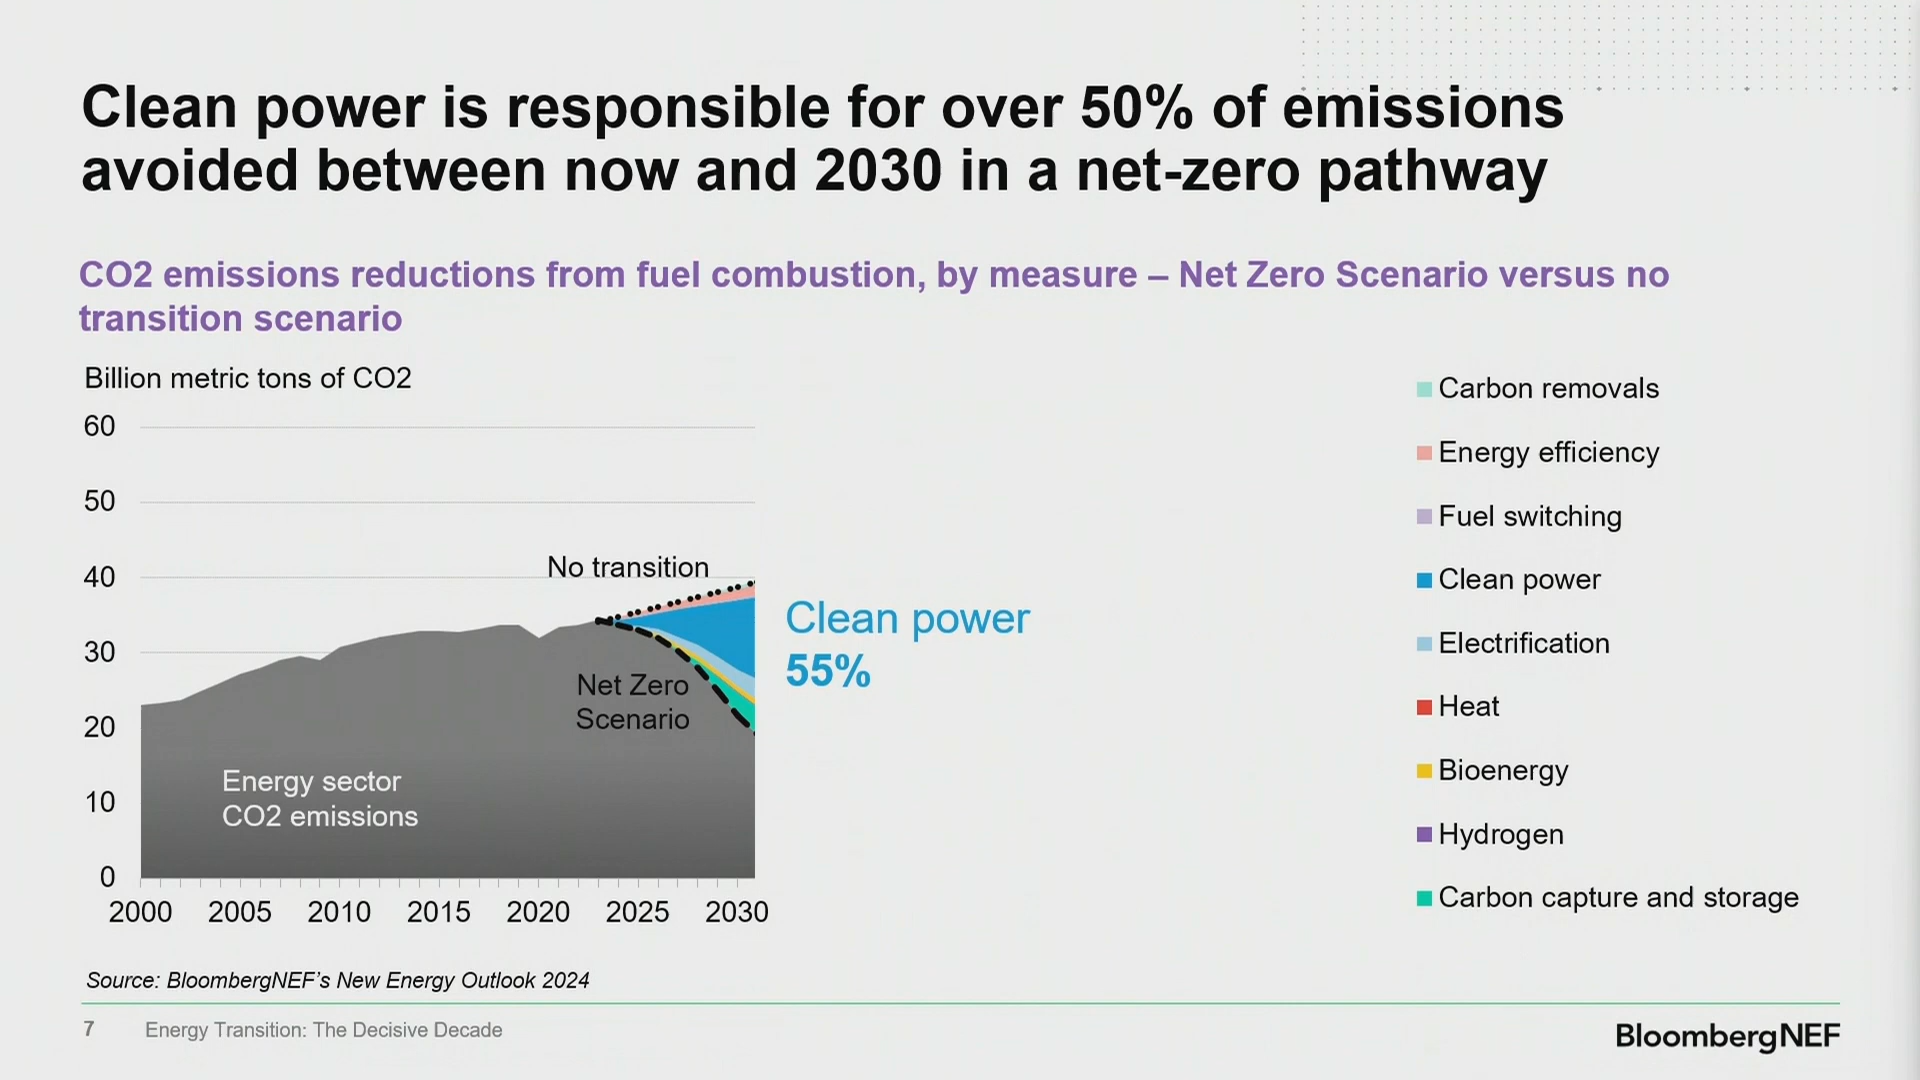 Clean power is responsible for over 50% of emissions
avoided between now and 2030 in a net-zero pathway
CO2 emissions reductions from fuel combustion, by measure – Net Zero Scenario versus no
transition scenario
Billion metric tons of CO2
60
50
40
30
20
10
0
No transition
Net Zero
Scenario
Energy sector
CO2 emissions
2000 2005 2010 2015 2020 2025 2030
Clean power
55%
Carbon removals
Energy efficiency
Fuel switching
Clean power
Electrification
Heat
Bioenergy
Hydrogen
Carbon capture and storage
Source: BloombergNEF’s New Energy Outlook 2024
7 Energy Transition: The Decisive Decade
BloombergNEF